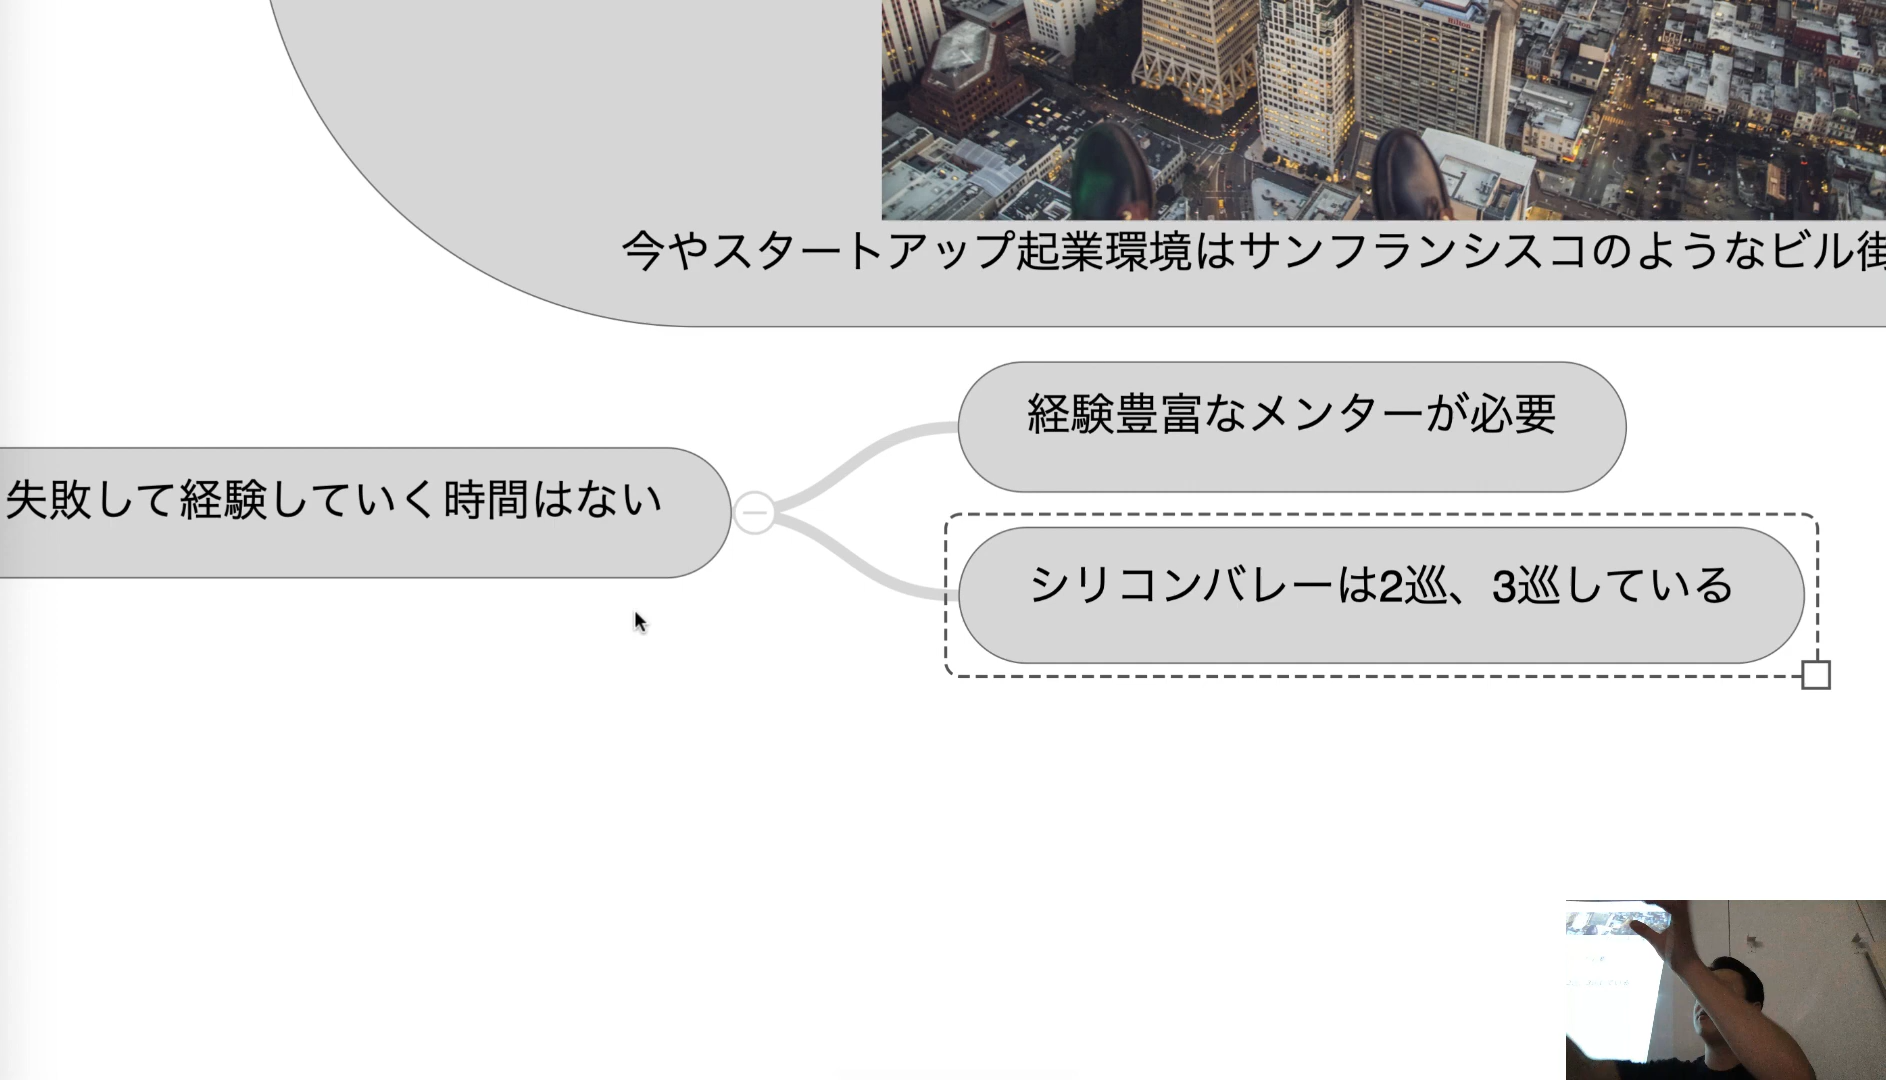 Hilton
今やスタートアップ起業環境はサンフランシスコのようなビル街
経験豊富なメンターが必要
失敗して経験していく時間はない
シリコンバレーは2巡、3巡している